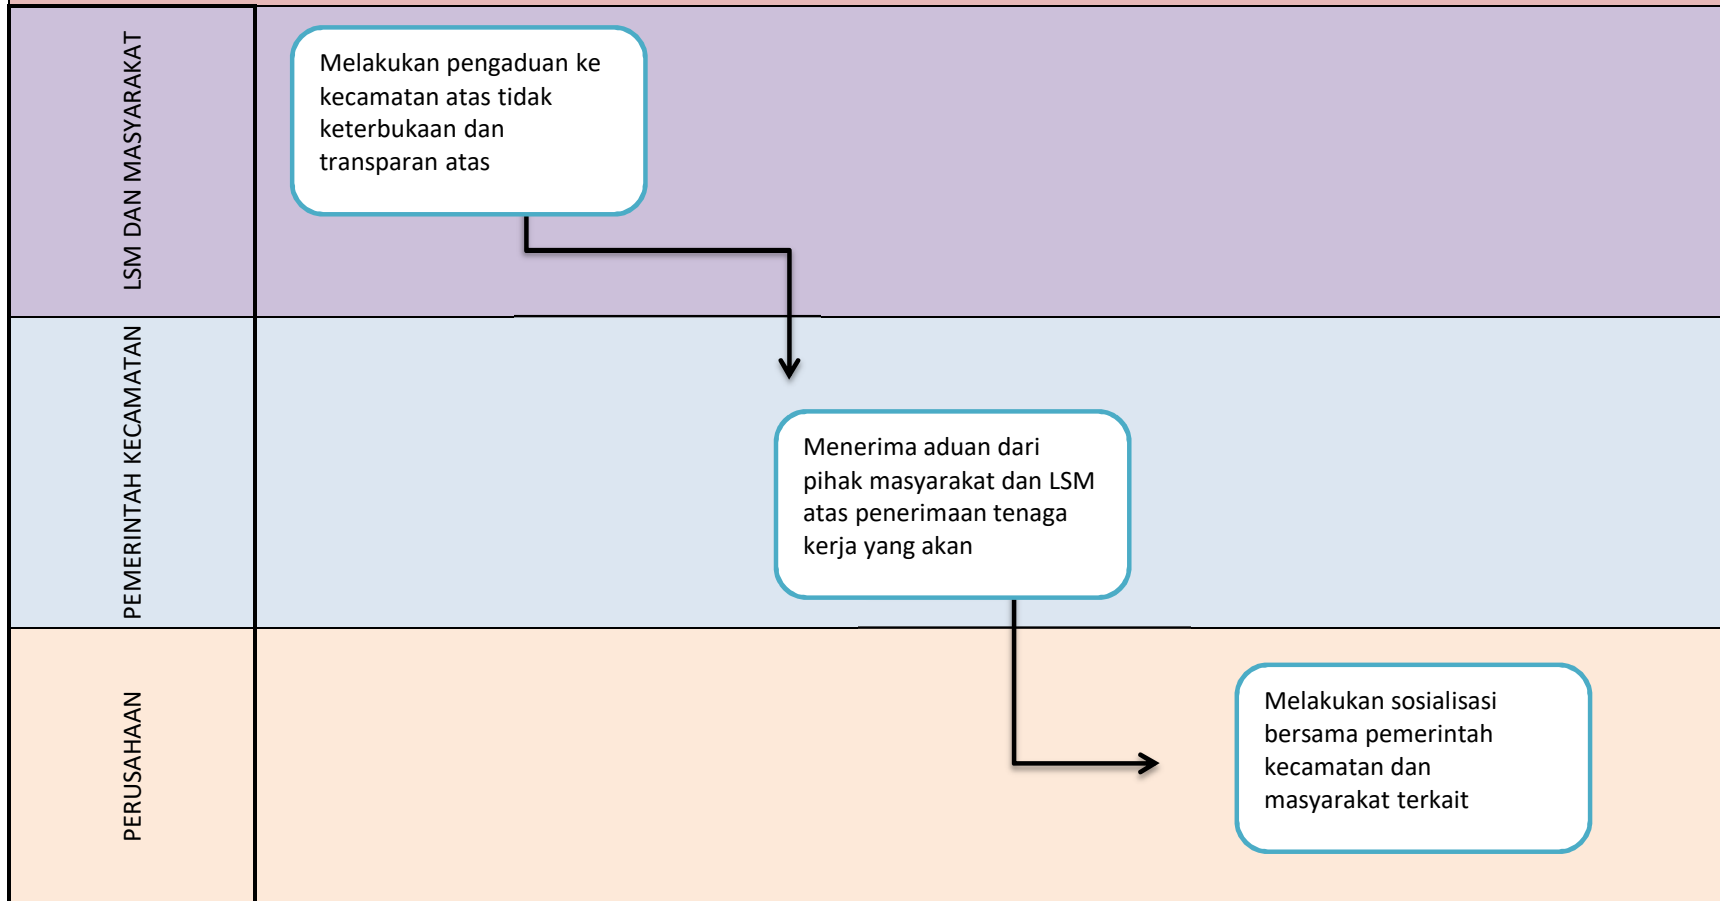 LSM DAN MASYARAKAT
Melakukan pengaduan ke
kecamatan atas tidak
keterbukaan dan
transparan atas
PEMERINTAH KECAMATAN
Menerima aduan dari
pihak masyarakat dan LSM
atas penerimaan tenaga
kerja yang akan
PERUSAHAAN
Melakukan sosialisasi
bersama pemerintah
kecamatan dan
masyarakat terkait